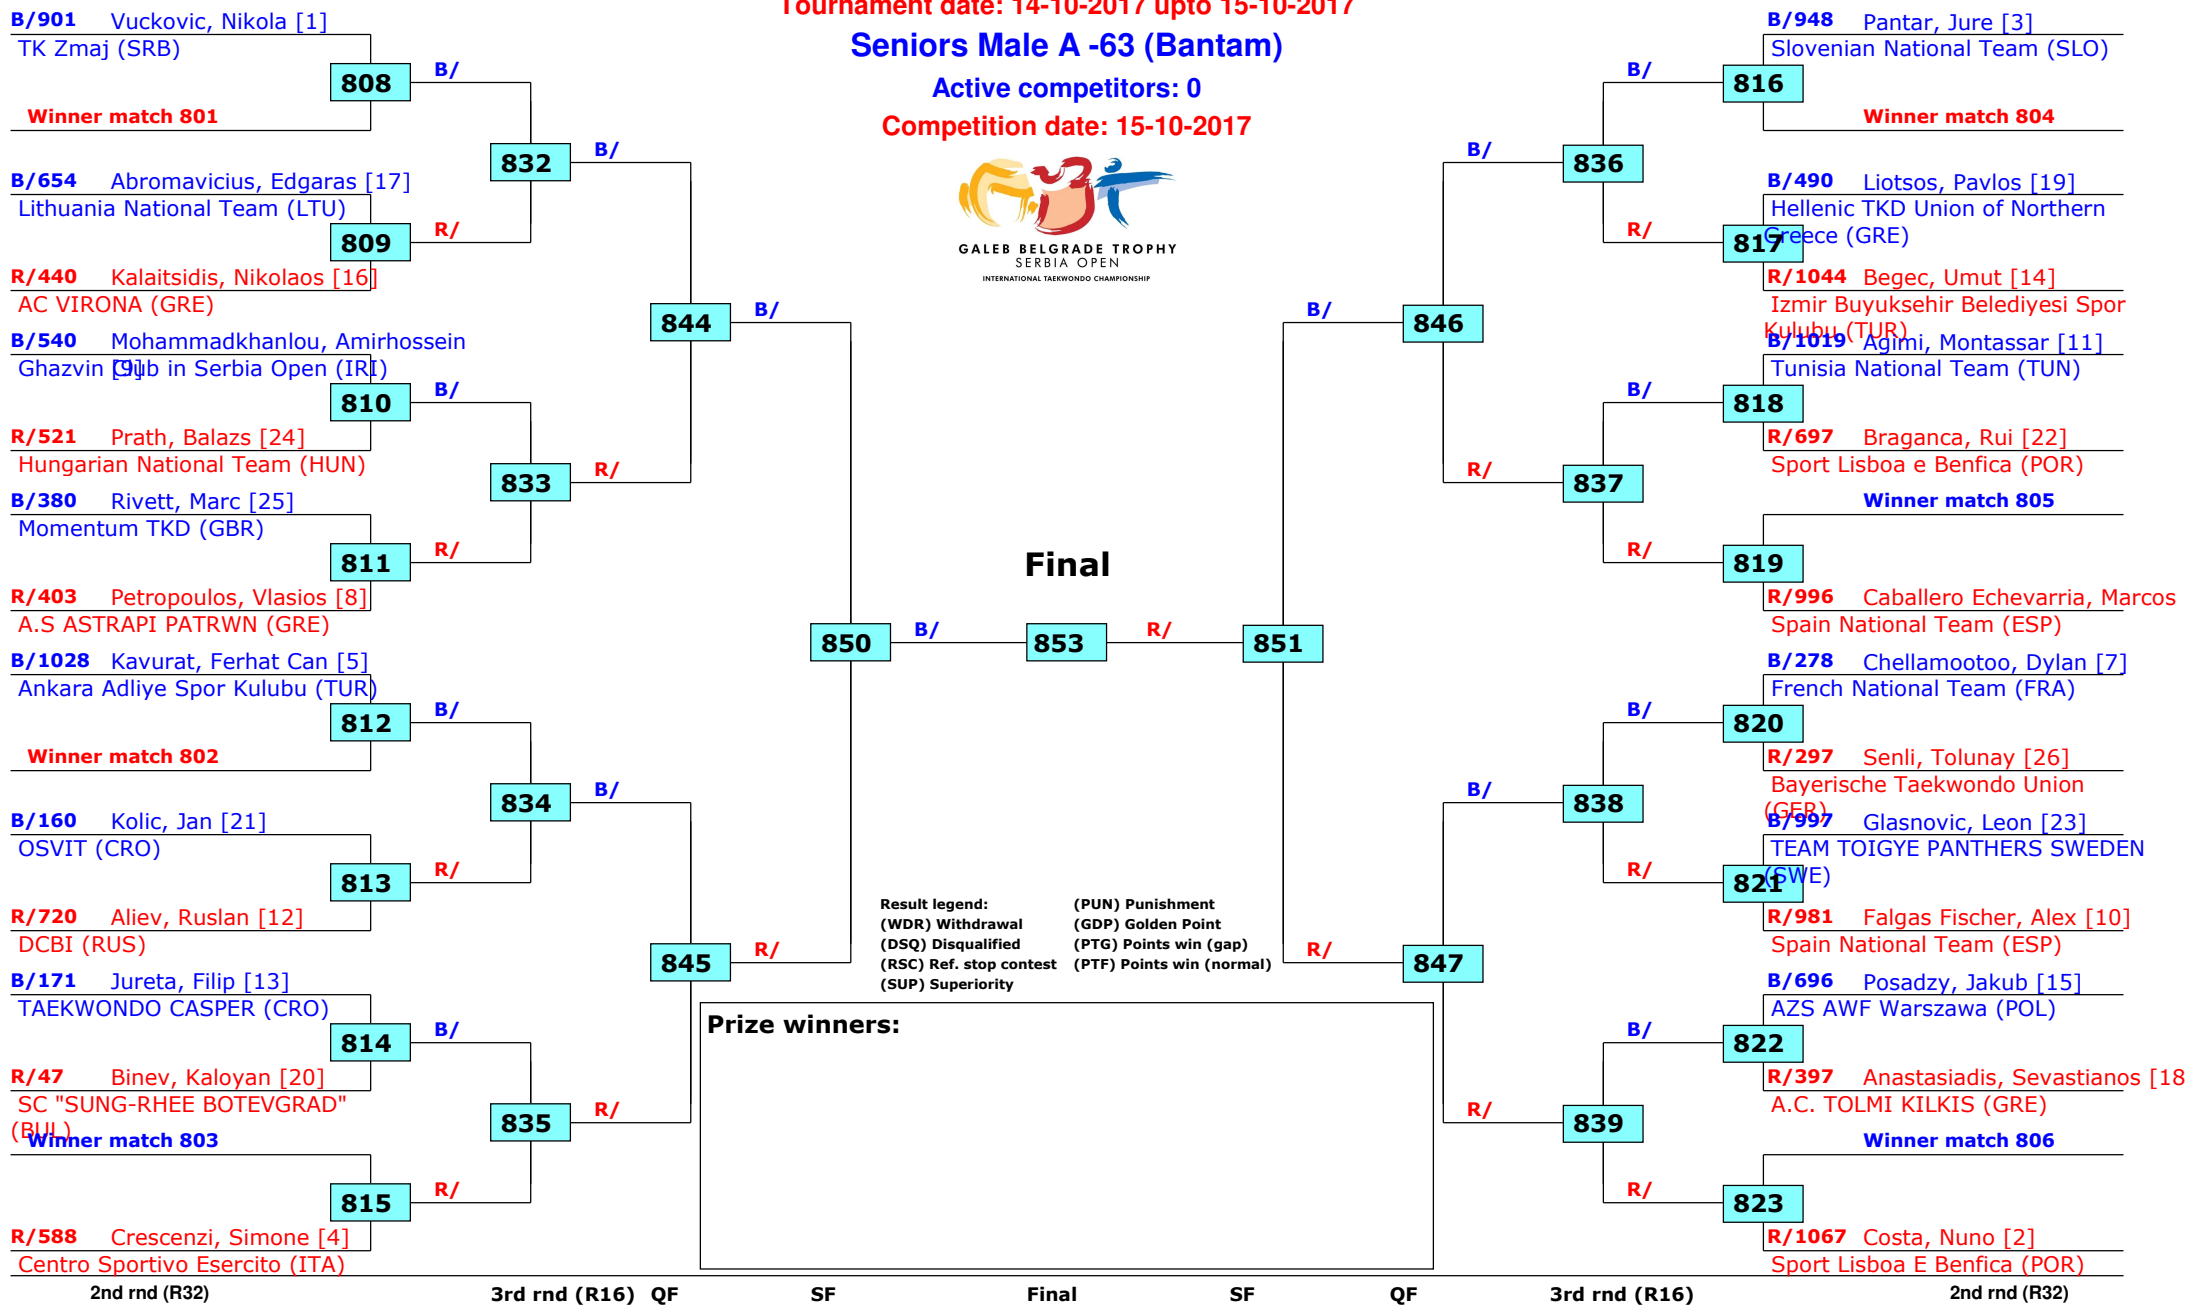 Tournament date: 14-10-2017 upto 15-10-2017
Seniors Male A -63 (Bantam)
Active competitors: 0
Competition date: 15-10-2017
GALEB BELGRADE TROPHY
SERBIA OPEN
INTERNATIONAL TAEKWONDO CHAMPIONSHIP
B/901 Vuckovic, Nikola [1]
TK Zmaj (SRB)
808
Winner match 801
B/654 Abromavicius, Edgaras [17]
Lithuania National Team (LTU)
809
R/440 Kalaitsidis, Nikolaos [16]
AC VIRONA (GRE)
B/540 Mohammadkhanlou, Amirhossein
[9]
Ghazvin Club in Serbia Open (IRI)
810
R/521 Prath, Balazs [24]
Hungarian National Team (HUN)
B/380 Rivett, Marc [25]
Momentum TKD (GBR)
811
R/403 Petropoulos, Vlasios [8]
A.S ASTRAPI PATRWN (GRE)
B/1028 Kavurat, Ferhat Can [5]
Ankara Adliye Spor Kulubu (TUR)
812
Winner match 802
B/160 Kolic, Jan [21]
OSVIT (CRO)
813
R/720 Aliev, Ruslan [12]
DCBI (RUS)
B/171 Jureta, Filip [13]
TAEKWONDO CASPER (CRO)
814
R/47 Binev, Kaloyan [20]
SC "SUNG-RHEE BOTEVGRAD"
(BUL)
Winner match 803
815
R/588 Crescenzi, Simone [4]
Centro Sportivo Esercito (ITA)
B/
832
R/
B/
833
R/
B/
834
R/
B/
835
R/
B/
844
R/
B/
845
R/
B/
850
R/
Final
B/
853
R/
851
B/
R/
B/
846
R/
B/
847
R/
B/
836
R/
B/
837
R/
B/
838
R/
B/
839
R/
B/948 Pantar, Jure [3]
Slovenian National Team (SLO)
816
Winner match 804
B/490 Liotsos, Pavlos [19]
Hellenic TKD Union of Northern
Greece (GRE)
817
R/1044 Begec, Umut [14]
Izmir Buyuksehir Belediyesi Spor
Kulubu (TUR)
B/1019 Agimi, Montassar [11]
Tunisia National Team (TUN)
818
R/697 Braganca, Rui [22]
Sport Lisboa e Benfica (POR)
Winner match 805
819
R/996 Caballero Echevarria, Marcos
Spain National Team (ESP)
B/278 Chellamootoo, Dylan [7]
French National Team (FRA)
820
R/297 Senli, Tolunay [26]
Bayerische Taekwondo Union
(GER)
B/997 Glasnovic, Leon [23]
TEAM TOIGYE PANTHERS SWEDEN
(SWE)
821
R/981 Falgas Fischer, Alex [10]
Spain National Team (ESP)
B/696 Posadzy, Jakub [15]
AZS AWF Warszawa (POL)
822
R/397 Anastasiadis, Sevastianos [18
A.C. TOLMI KILKIS (GRE)
Winner match 806
823
R/1067 Costa, Nuno [2]
Sport Lisboa E Benfica (POR)
Result legend: (PUN) Punishment
(WDR) Withdrawal (GDP) Golden Point
(DSQ) Disqualified (PTG) Points win (gap)
(RSC) Ref. stop contest (PTF) Points win (normal)
(SUP) Superiority
Prize winners:
2nd rnd (R32) 3rd rnd (R16) QF SF Final SF QF 3rd rnd (R16) 2nd rnd (R32)